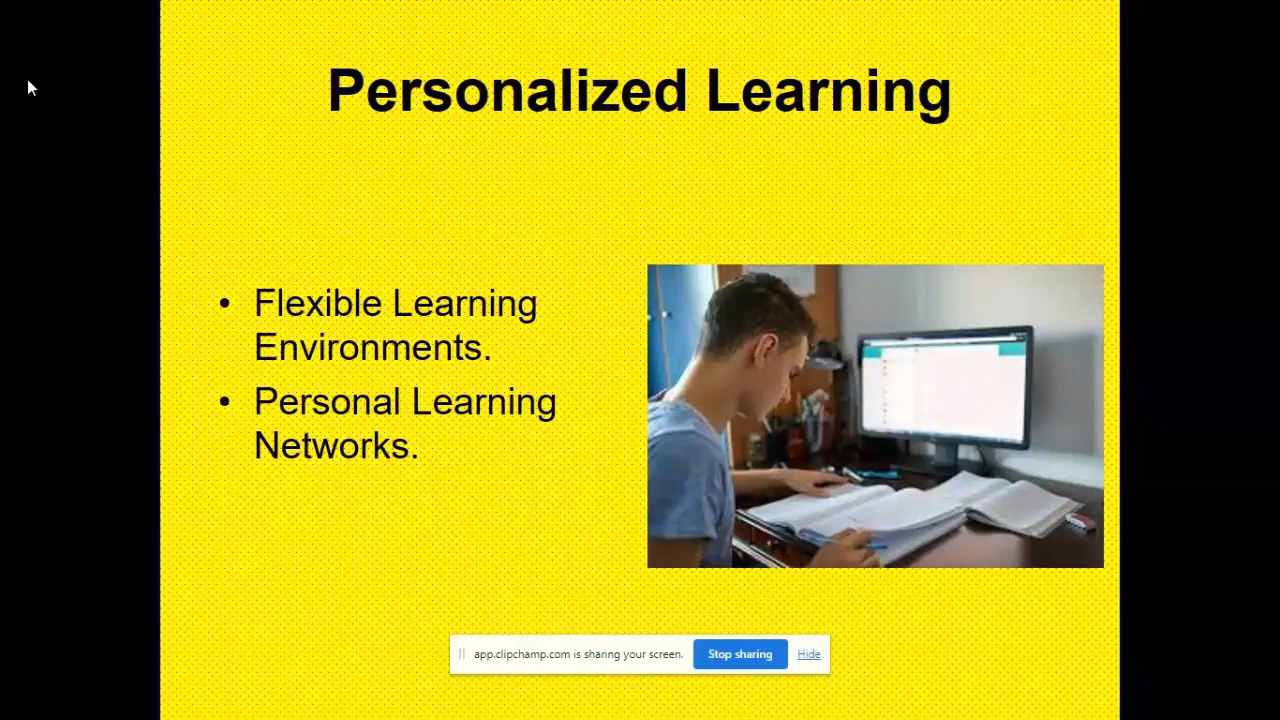 Personalized Learning
• Flexible Learning
Environments.
• Personal Learning
Networks.
app.clipchamp.com is sharing your screen. Stop sharing Hide